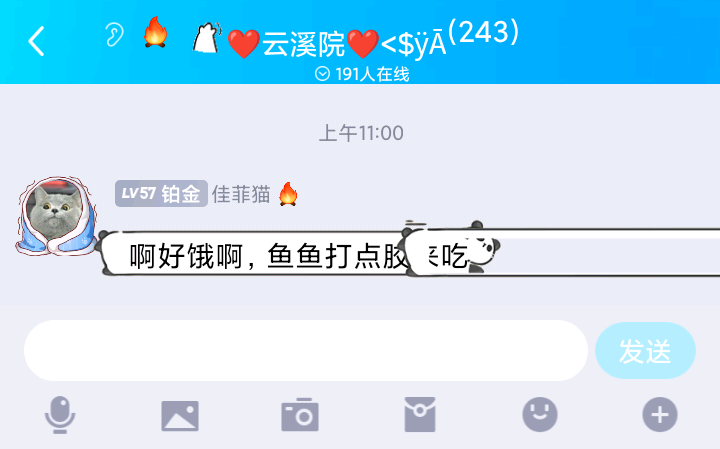 ❤️云溪院❤️<$ÿĀ(243)
191人在线
上午11:00
LV57 铂金 佳菲猫🔥
啊好饿啊，鱼鱼打点胶来吃
发送